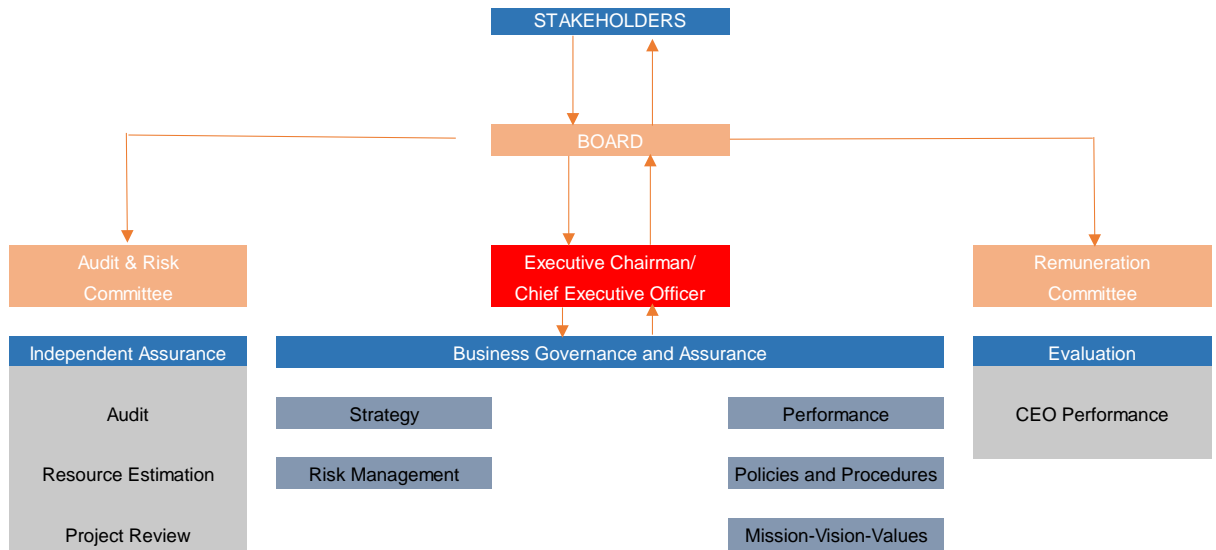 STAKEHOLDERS
BOARD
Audit & Risk
Committee
Executive Chairman/
Chief Executive Officer
Remuneration
Committee
Independent Assurance
Business Governance and Assurance
Evaluation
Audit
Strategy
Performance
CEO Performance
Resource Estimation
Risk Management
Policies and Procedures
Project Review
Mission-Vision-Values